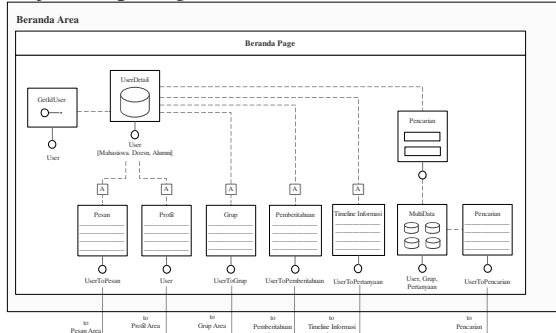 Beranda Area
Beranda Page
UserDetail
GetIdUser
User
User
[Mahasiswa. Doesn, Alumni]
Pencarian
A
A
A
A
A
Pesan
Profil
Grup
Pemberitahuan
Timeline Informasi
MultiData
Pencarian
UserToPesan
User
UserToGrup
UserToPemberitahuan
UserToPertanyaan
User, Grup,
Pertanyaan
UserToPencarian
to
Pesan Area
to
Profil Area
to
Grup Area
to
Pemberitahuan
to
Timeline Informasi
to
Pencarian